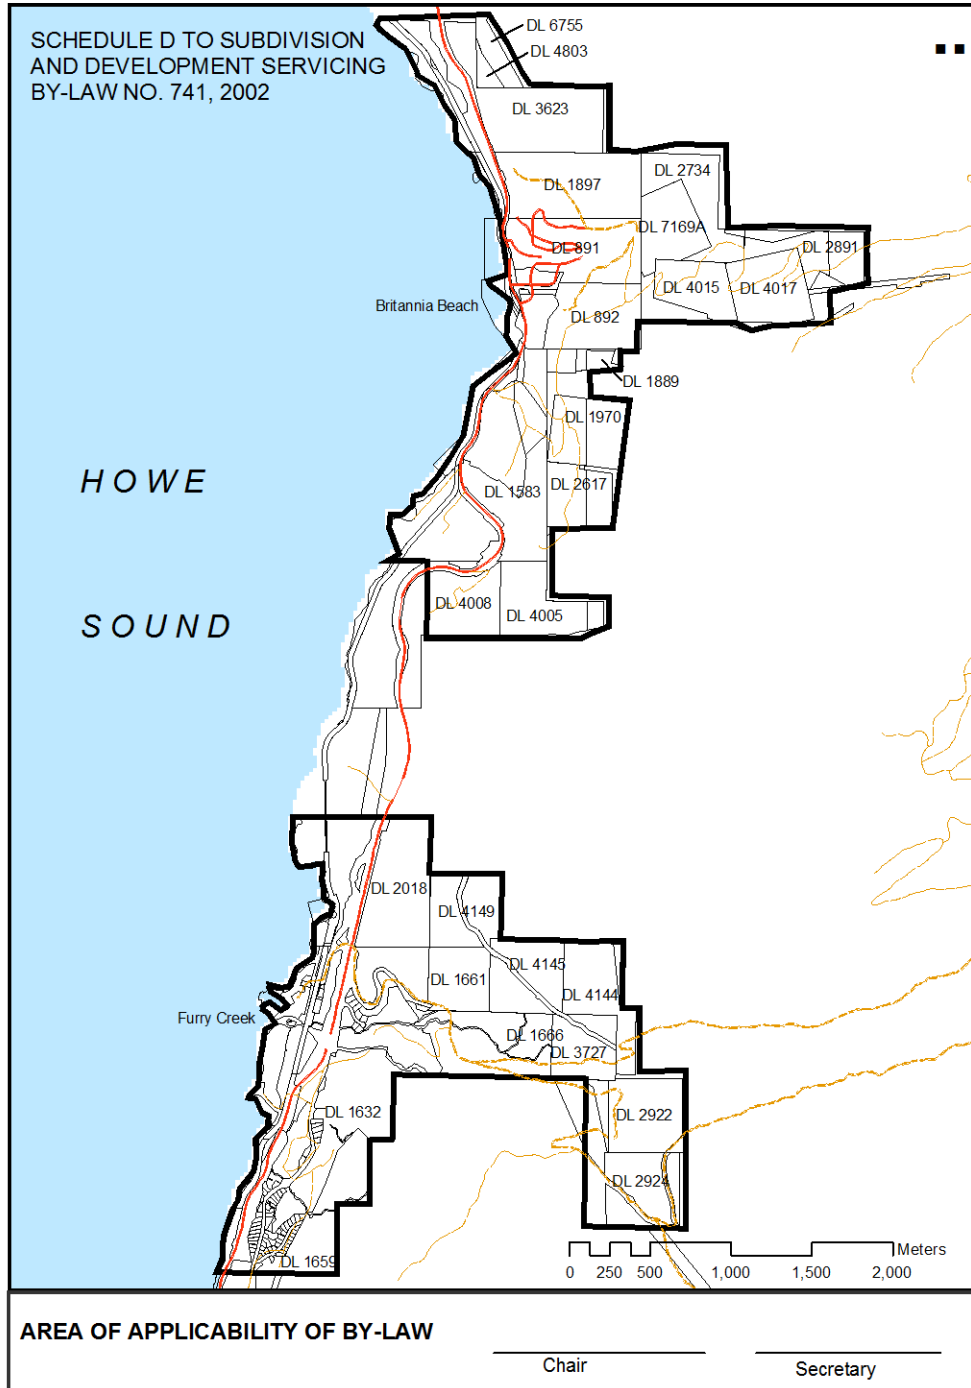 SCHEDULE D TO SUBDIVISION
AND DEVELOPMENT SERVICING
BY-LAW NO. 741, 2002
DL 6755
DL 4803
DL 3623
DL 2734
DL 1897
DL 7169A
DL 891
DL 2891
DL 4015
DL 4017
Britannia Beach
DL 892
DL 1889
DL 1970
HOWE
DL 1583
DL 2617
DL 4008
DL 4005
SOUND
DL 2018
DL 4149
DL 4145
DL 1661
DL 4144
Furry Creek
DL 1666
DL 3727
DL 1632
DL 2922
DL 2924
DL 1659
Meters
0 250 500 1,000 1,500 2,000
AREA OF APPLICABILITY OF BY-LAW
Chair
Secretary